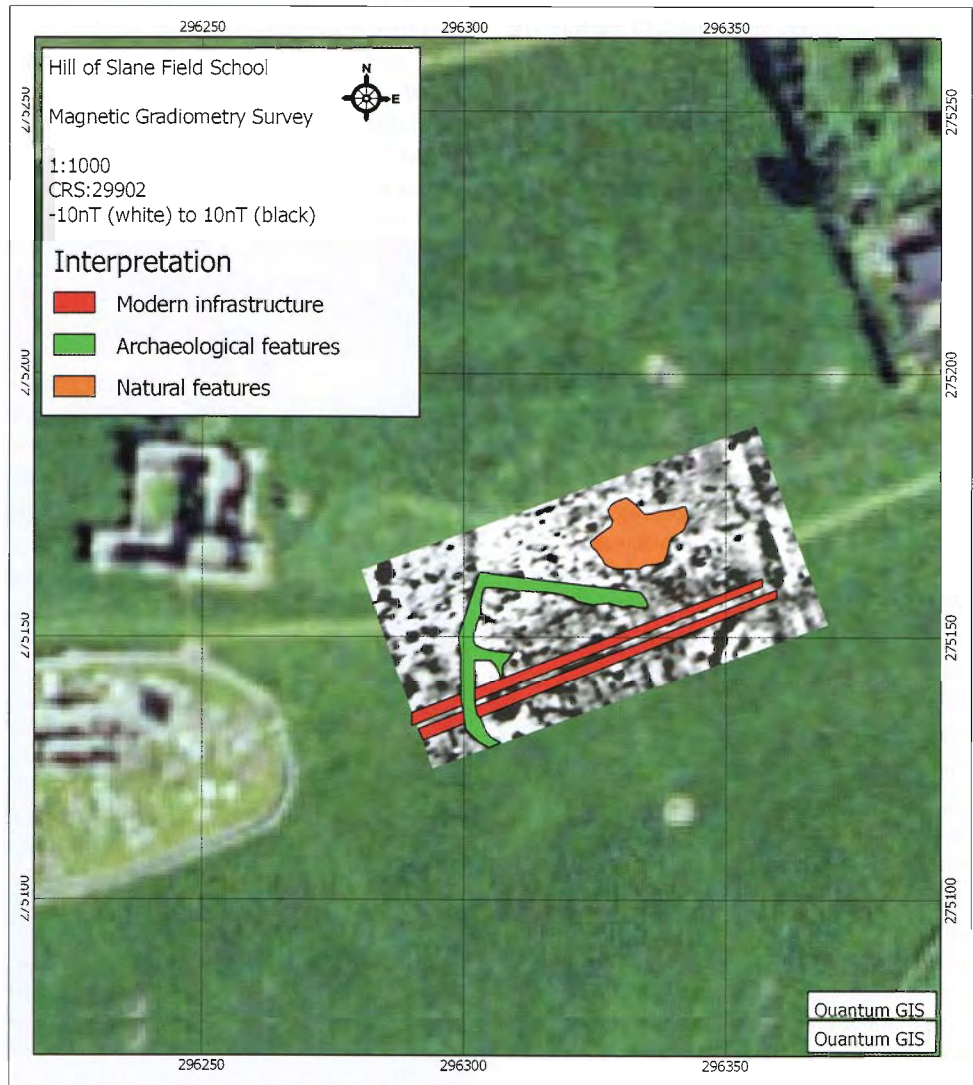 296250
296300
296350
Hill of Slane Field School
N
E
Magnetic Gradiometry Survey
1:1000
CRS:29902
-10nT (white) to 10nT (black)
Interpretation
Modern infrastructure
Archaeological features
Natural features
275250
275250
275200
275200
275150
275150
275100
275100
Quantum GIS
Quantum GIS
296250
296300
296350